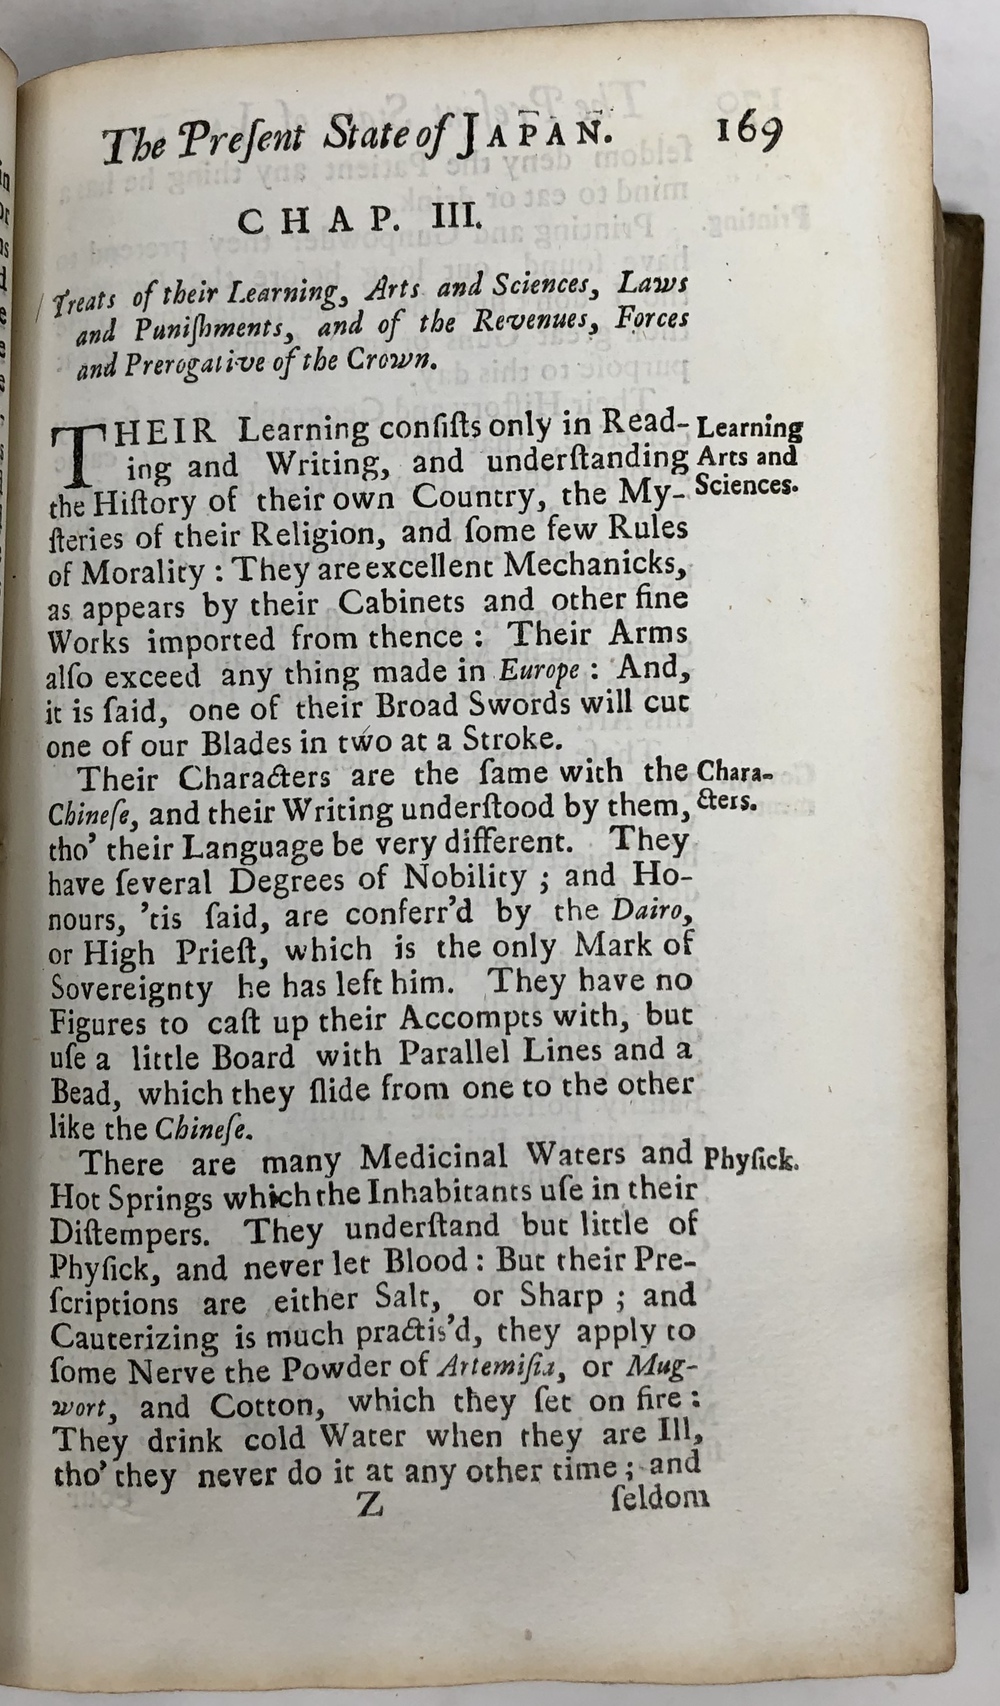 The Preſent State of JAPAN. 169
CHAP. III.
Treats of their Learning, Arts and Sciences, Laws
and Puniſhments, and of the Revenues, Forces
and Prerogative of the Crown.
THEIR Learning conſiſts only in Read-
ing and Writing, and underſtanding
the Hiſtory of their own Country, the My-
ſteries of their Religion, and ſome few Rules
of Morality : They are excellent Mechanicks,
as appears by their Cabinets and other fine
Works imported from thence : Their Arms
alſo exceed any thing made in Europe : And,
it is ſaid, one of their Broad Swords will cut
one of our Blades in two at a Stroke.
Learning
Arts and
Sciences.
Their Characters are the ſame with the
Chineſe, and their Writing underſtood by them,
tho' their Language be very different. They
have ſeveral Degrees of Nobility ; and Ho-
nours, 'tis ſaid, are conferr'd by the Dairo,
or High Prieſt, which is the only Mark of
Sovereignty he has left him. They have no
Figures to caſt up their Accompts with, but
uſe a little Board with Parallel Lines and a
Bead, which they ſlide from one to the other
like the Chineſe.
Chara-
cters.
There are many Medicinal Waters and
Hot Springs which the Inhabitants uſe in their
Diſtempers. They underſtand but little of
Phyſick, and never let Blood : But their Pre-
ſcriptions are either Salt, or Sharp ; and
Cauterizing is much practis'd, they apply to
ſome Nerve the Powder of Artemiſia, or Mug-
wort, and Cotton, which they ſet on fire :
They drink cold Water when they are Ill,
tho' they never do it at any other time ; and
Phyſick.
Z ſeldom